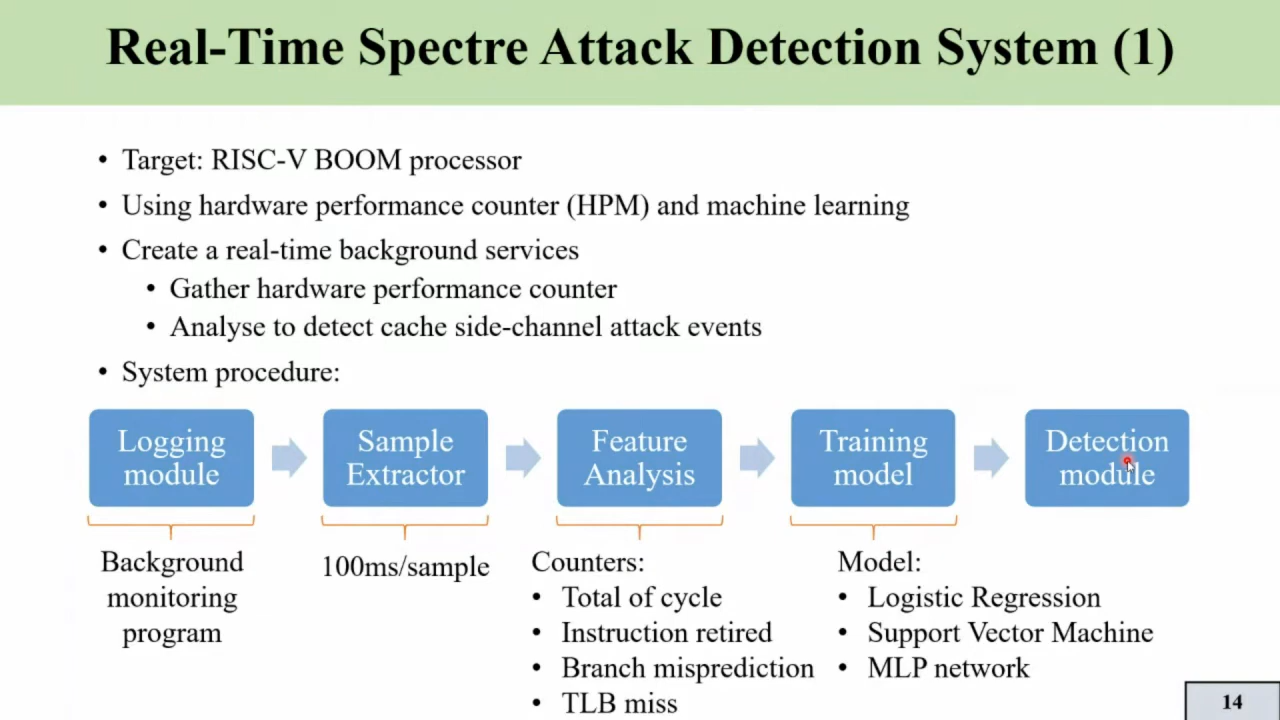 Real-Time Spectre Attack Detection System (1)
• Target: RISC-V BOOM processor
• Using hardware performance counter (HPM) and machine learning
• Create a real-time background services
• Gather hardware performance counter
• Analyse to detect cache side-channel attack events
• System procedure:
Logging
module
Sample
Extractor
Feature
Analysis
Training
model
Detection
module
Background
monitoring
program
100ms/sample
Counters:
• Total of cycle
• Instruction retired
• Branch misprediction
• TLB miss
Model:
• Logistic Regression
• Support Vector Machine
• MLP network
14